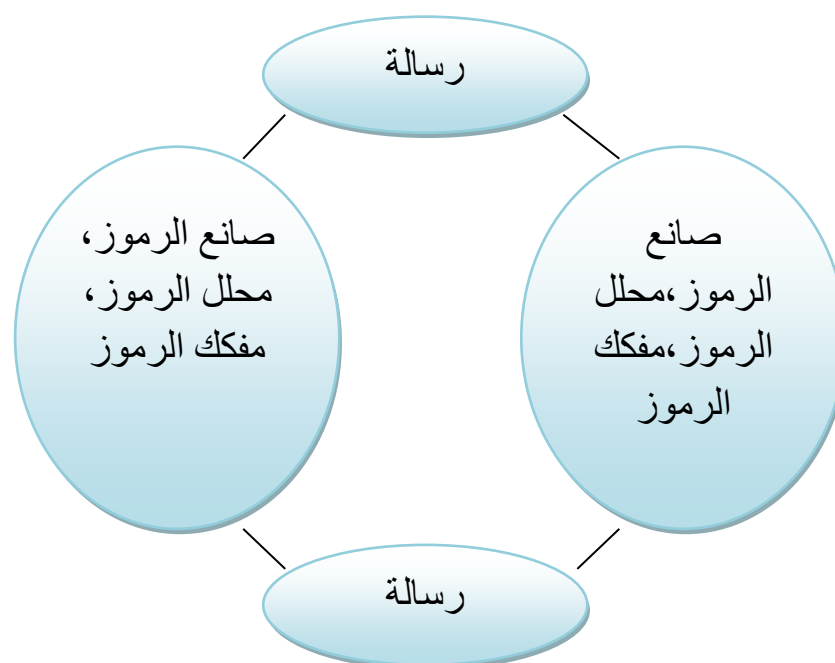 رسالة
صانع
الرموز،محلل
الرموز،مفكك
الرموز
صانع الرموز،
محلل الرموز،
مفكك الرموز
رسالة